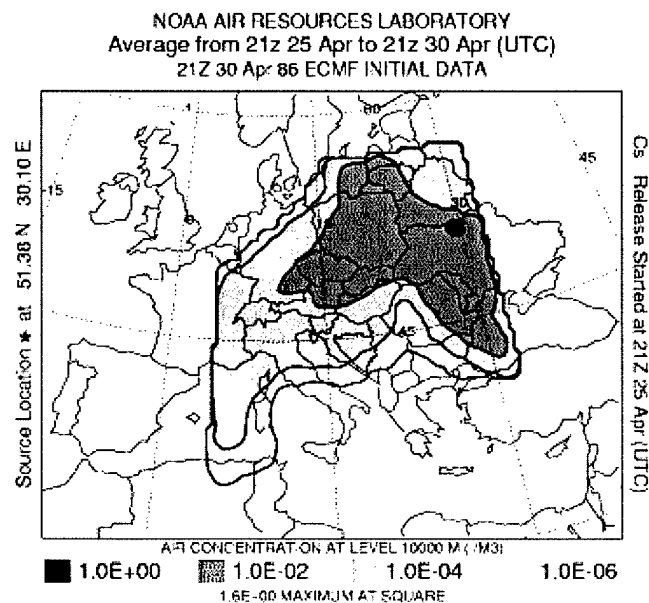 NOAA AIR RESOURCES LABORATORY
Average from 21z 25 Apr to 21z 30 Apr (UTC)
21Z 30 Apr 86 ECMF INITIAL DATA
Source Location ★ at 51.38 N 30.10 E
Cs Release Started at 21Z 25 Apr (UTC)
60
45
15
30
45
AIR CONCENTRATION AT LEVEL 10000 M ( /M3)
1.0E+00 1.0E-02 1.0E-04 1.0E-06
1.6E-00 MAXIMUM AT SQUARE